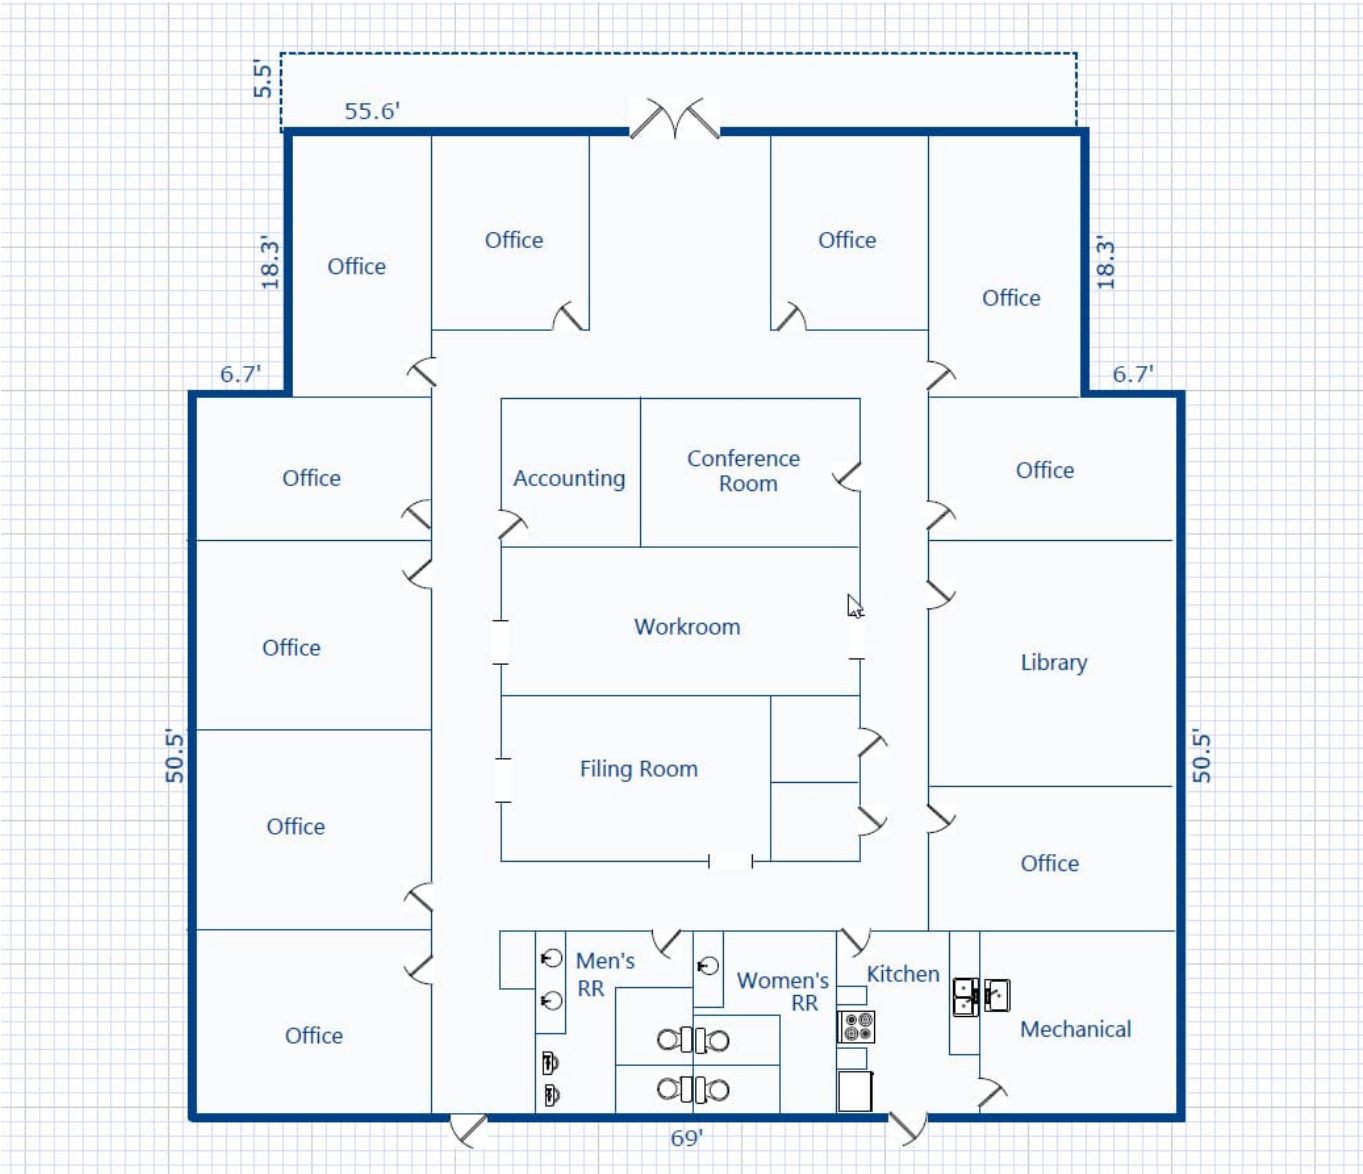 5.5'
55.6'
Office
Office
Office
Office
18.3'
18.3'
6.7'
6.7'
Office
Accounting
Conference
Room
Office
Office
Workroom
Library
50.5'
50.5'
Filing Room
Office
Office
Men's
RR
Women's
RR
Kitchen
Office
Mechanical
69'